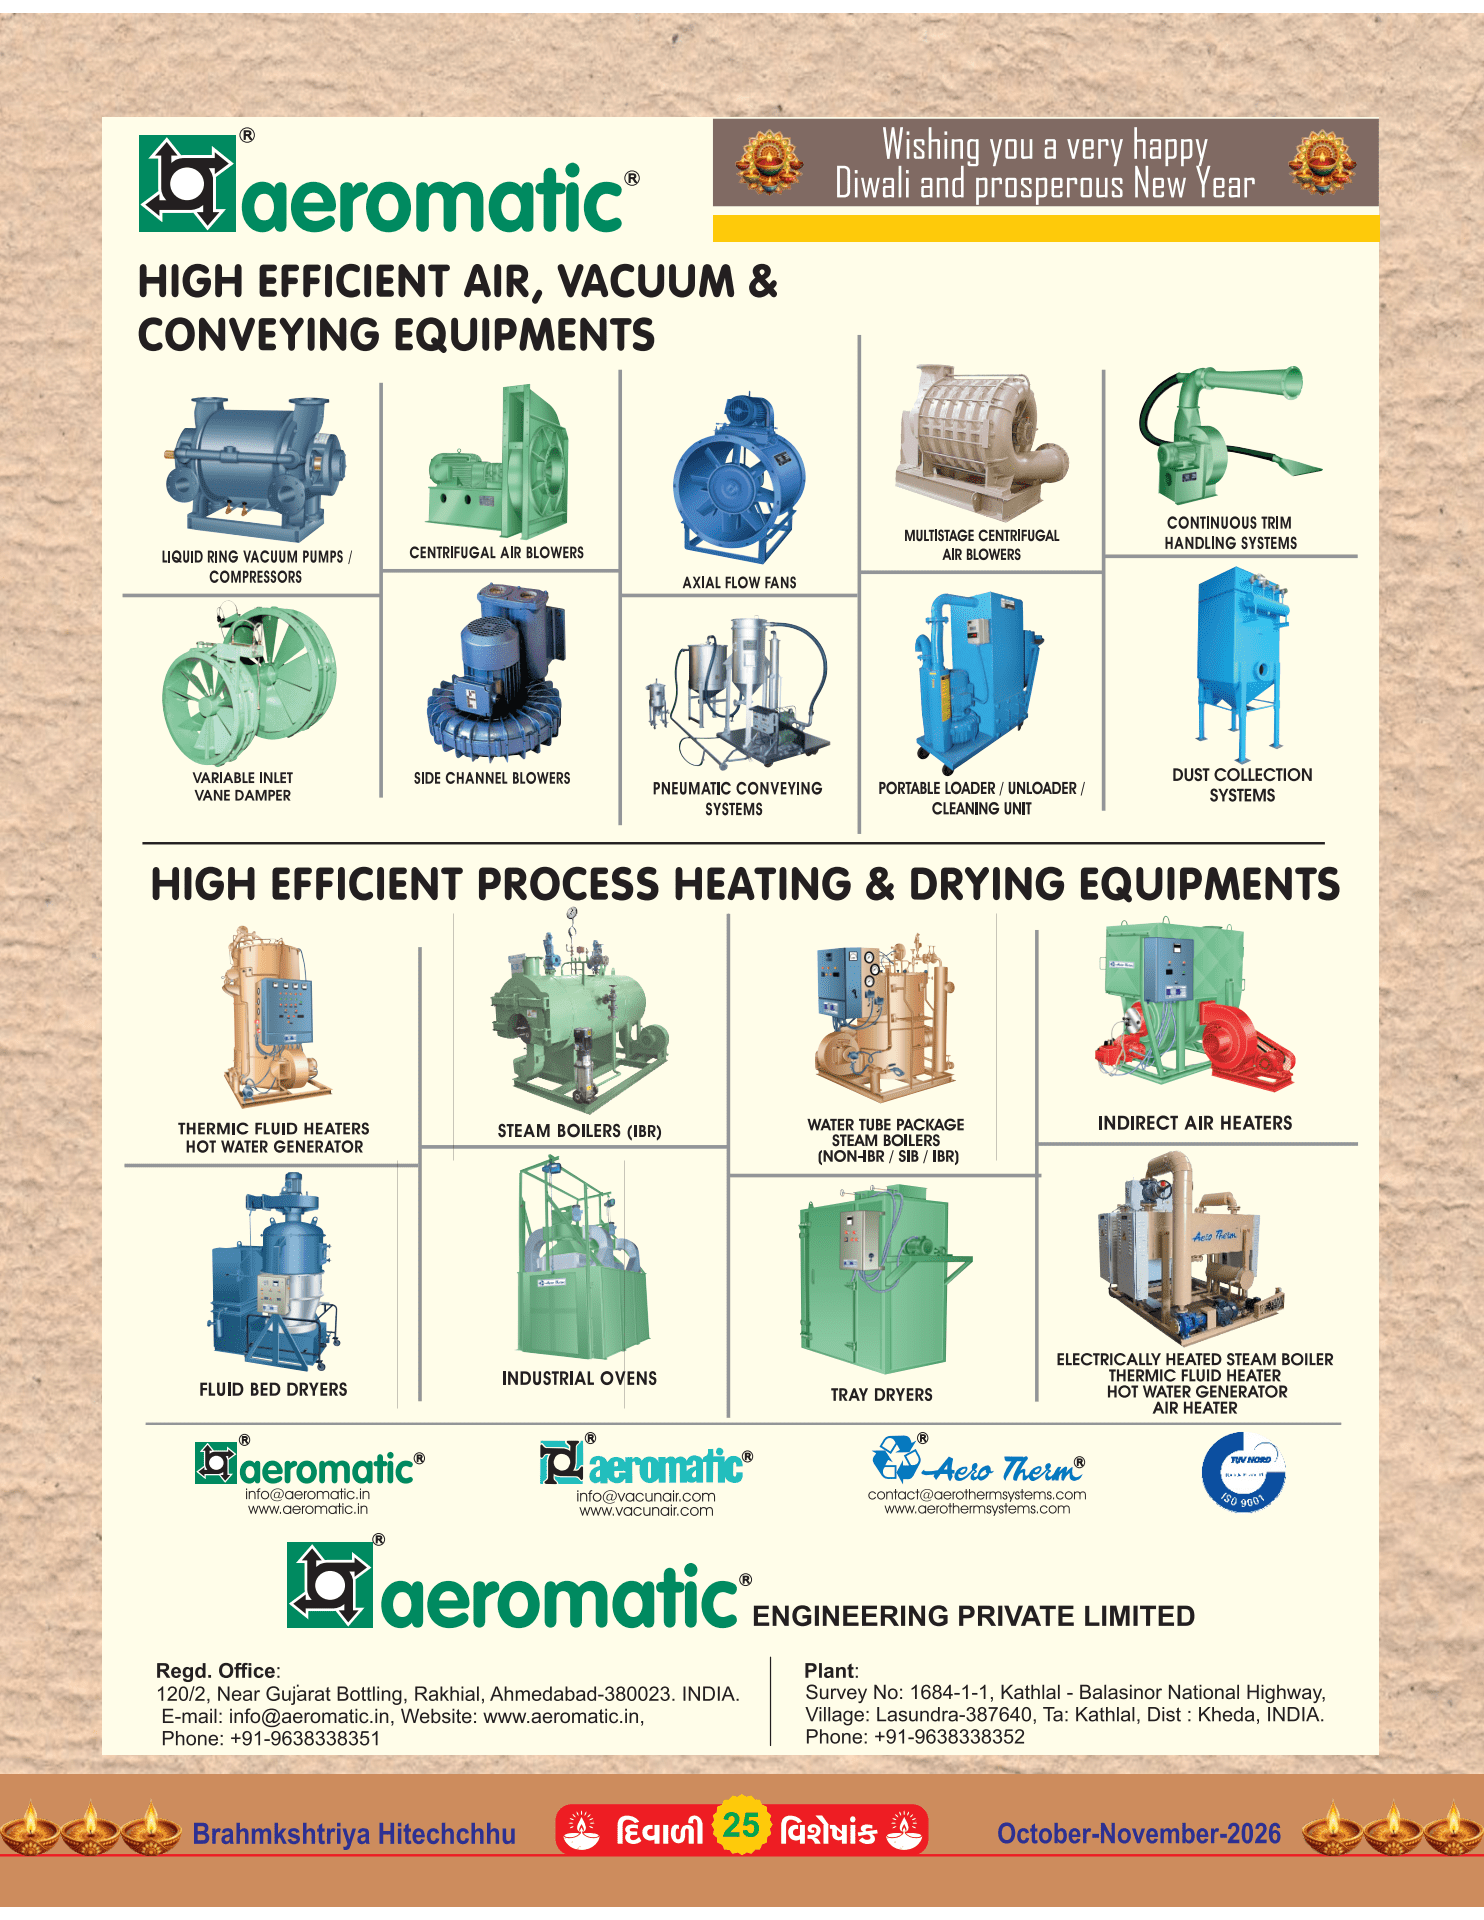 ®
aeromatic®
Wishing you a very happy
Diwali and prosperous New Year
HIGH EFFICIENT AIR, VACUUM &
CONVEYING EQUIPMENTS
LIQUID RING VACUUM PUMPS /
COMPRESSORS
CENTRIFUGAL AIR BLOWERS
AXIAL FLOW FANS
MULTISTAGE CENTRIFUGAL
AIR BLOWERS
CONTINUOUS TRIM
HANDLING SYSTEMS
VARIABLE INLET
VANE DAMPER
SIDE CHANNEL BLOWERS
PNEUMATIC CONVEYING
SYSTEMS
PORTABLE LOADER / UNLOADER /
CLEANING UNIT
DUST COLLECTION
SYSTEMS
HIGH EFFICIENT PROCESS HEATING & DRYING EQUIPMENTS
THERMIC FLUID HEATERS
HOT WATER GENERATOR
STEAM BOILERS (IBR)
WATER TUBE PACKAGE
STEAM BOILERS
(NON-IBR / SIB / IBR)
INDIRECT AIR HEATERS
FLUID BED DRYERS
Aero Therm
INDUSTRIAL OVENS
TRAY DRYERS
Aero Therm
ELECTRICALLY HEATED STEAM BOILER
THERMIC FLUID HEATER
HOT WATER GENERATOR
AIR HEATER
®
aeromatic®
info@aeromatic.in
www.aeromatic.in
®
aeromatic®
info@vacunair.com
www.vacunair.com
®
Aero Therm®
contact@aerothermsystems.com
www.aerothermsystems.com
TUV NORD
ISO 9001
®
aeromatic® ENGINEERING PRIVATE LIMITED
Regd. Office:
120/2, Near Gujarat Bottling, Rakhial, Ahmedabad-380023. INDIA.
E-mail: info@aeromatic.in, Website: www.aeromatic.in,
Phone: +91-9638338351
Plant:
Survey No: 1684-1-1, Kathlal - Balasinor National Highway,
Village: Lasundra-387640, Ta: Kathlal, Dist : Kheda, INDIA.
Phone: +91-9638338352
Brahmkshtriya Hitechchhu
દિવાળી 25 વિશેષાંક
October-November-2026